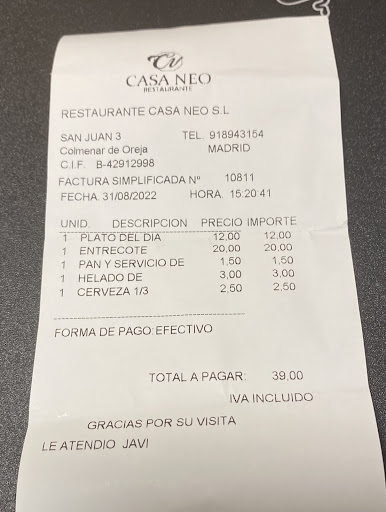 CASA NEO
RESTAURANTE
RESTAURANTE CASA NEO S.L
SAN JUAN 3 TEL. 918943154
Colmenar de Oreja MADRID
C.I.F. B-42912998
FACTURA SIMPLIFICADA Nº 10811
FECHA. 31/08/2022 HORA. 15:20:41
UNID. DESCRIPCION PRECIO IMPORTE
1 PLATO DEL DIA 12,00 12,00
1 ENTRECOTE 20,00 20,00
1 PAN Y SERVICIO DE 1,50 1,50
1 HELADO DE 3,00 3,00
1 CERVEZA 1/3 2,50 2,50
FORMA DE PAGO:EFECTIVO
TOTAL A PAGAR: 39,00
IVA INCLUIDO
GRACIAS POR SU VISITA
LE ATENDIO JAVI